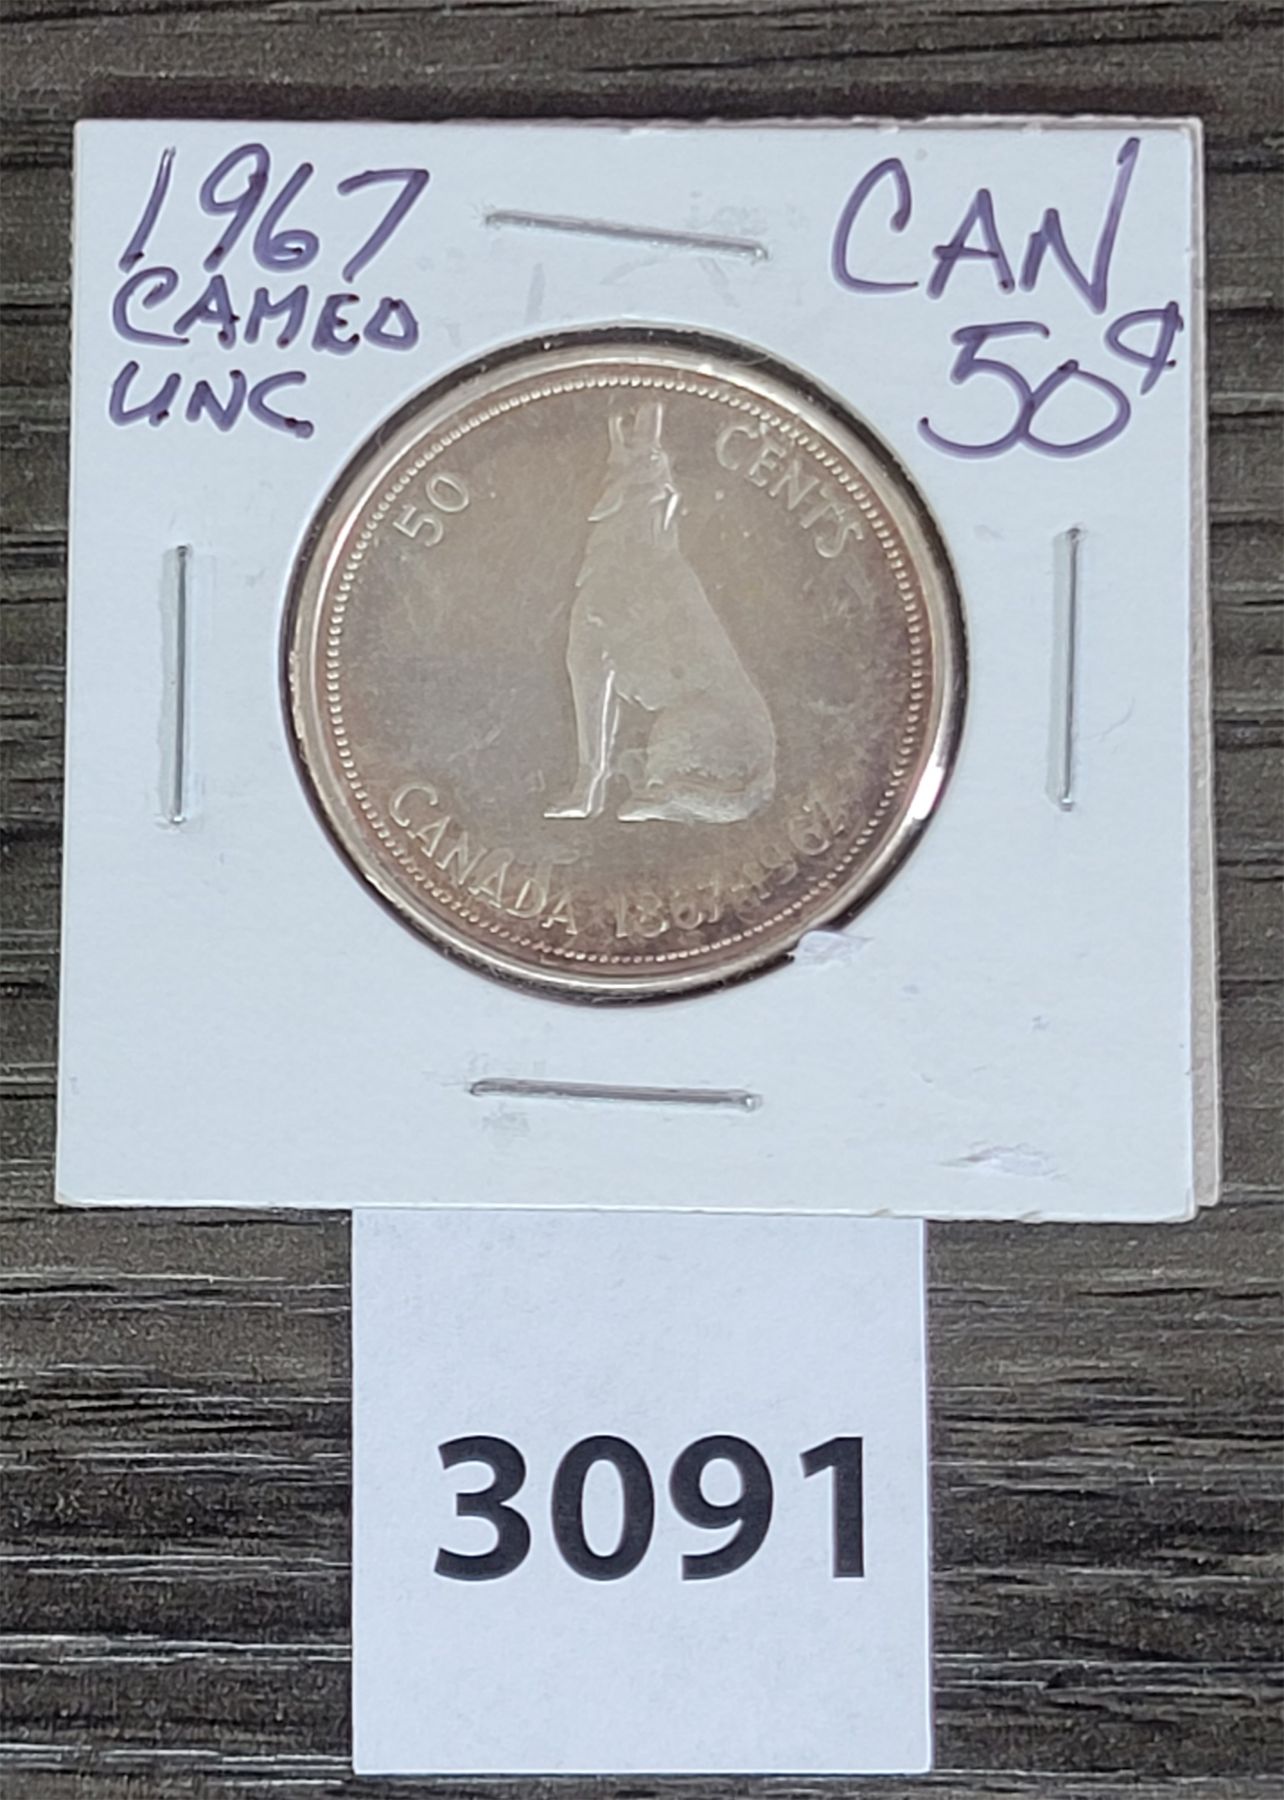 1967
CAMEO
UNC
CAN
50¢
50 CENTS
CANADA 1867-1967
3091